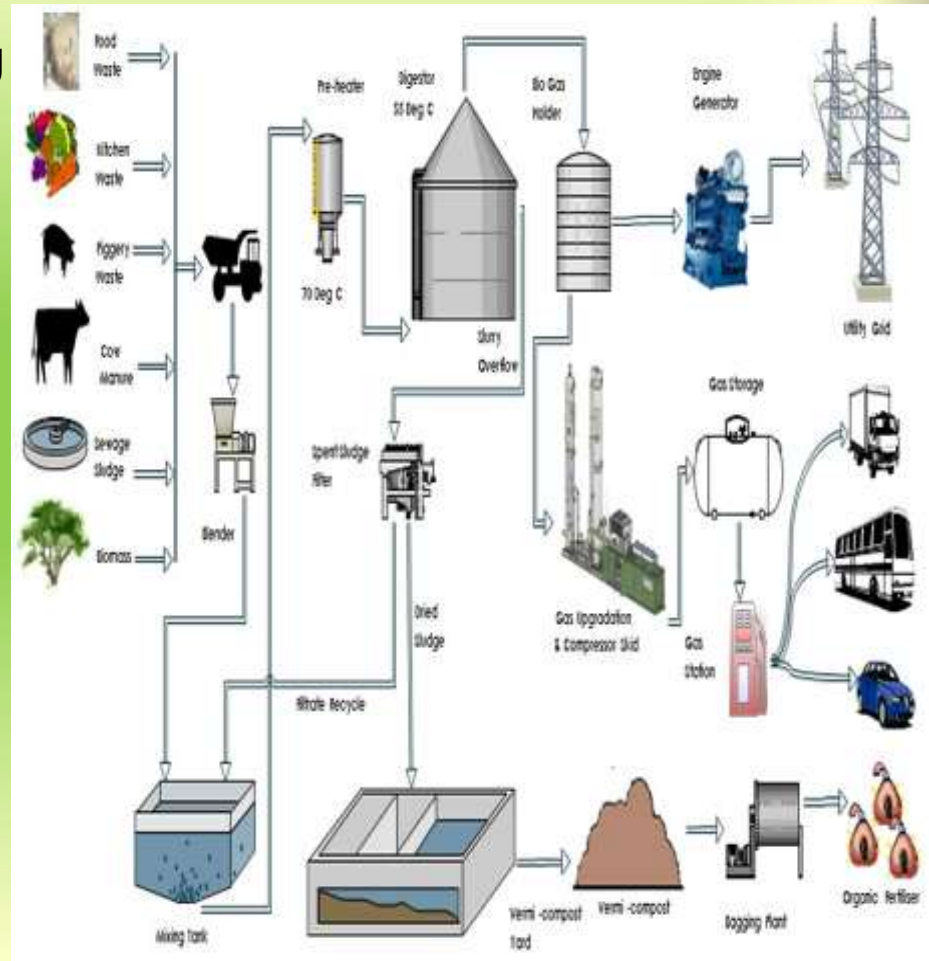 Food
Waste
Kitchen
Waste
Piggery
Waste
Cow
Manure
Sewage
Sludge
Biomass
Blender
Pre-heater
70 Deg C
Digestor
55 Deg C
Bio Gas
Holder
Engine
Generator
Utility Grid
Slurry
Overflow
Spent Sludge
Filter
Dried
Sludge
Filtrate Recycle
Gas Upgradation
& Compressor Skid
Gas Storage
Gas
Station
Mixing Tank
Vermi -compost
Yard
Vermi -compost
Bagging Plant
Organic Fertiliser